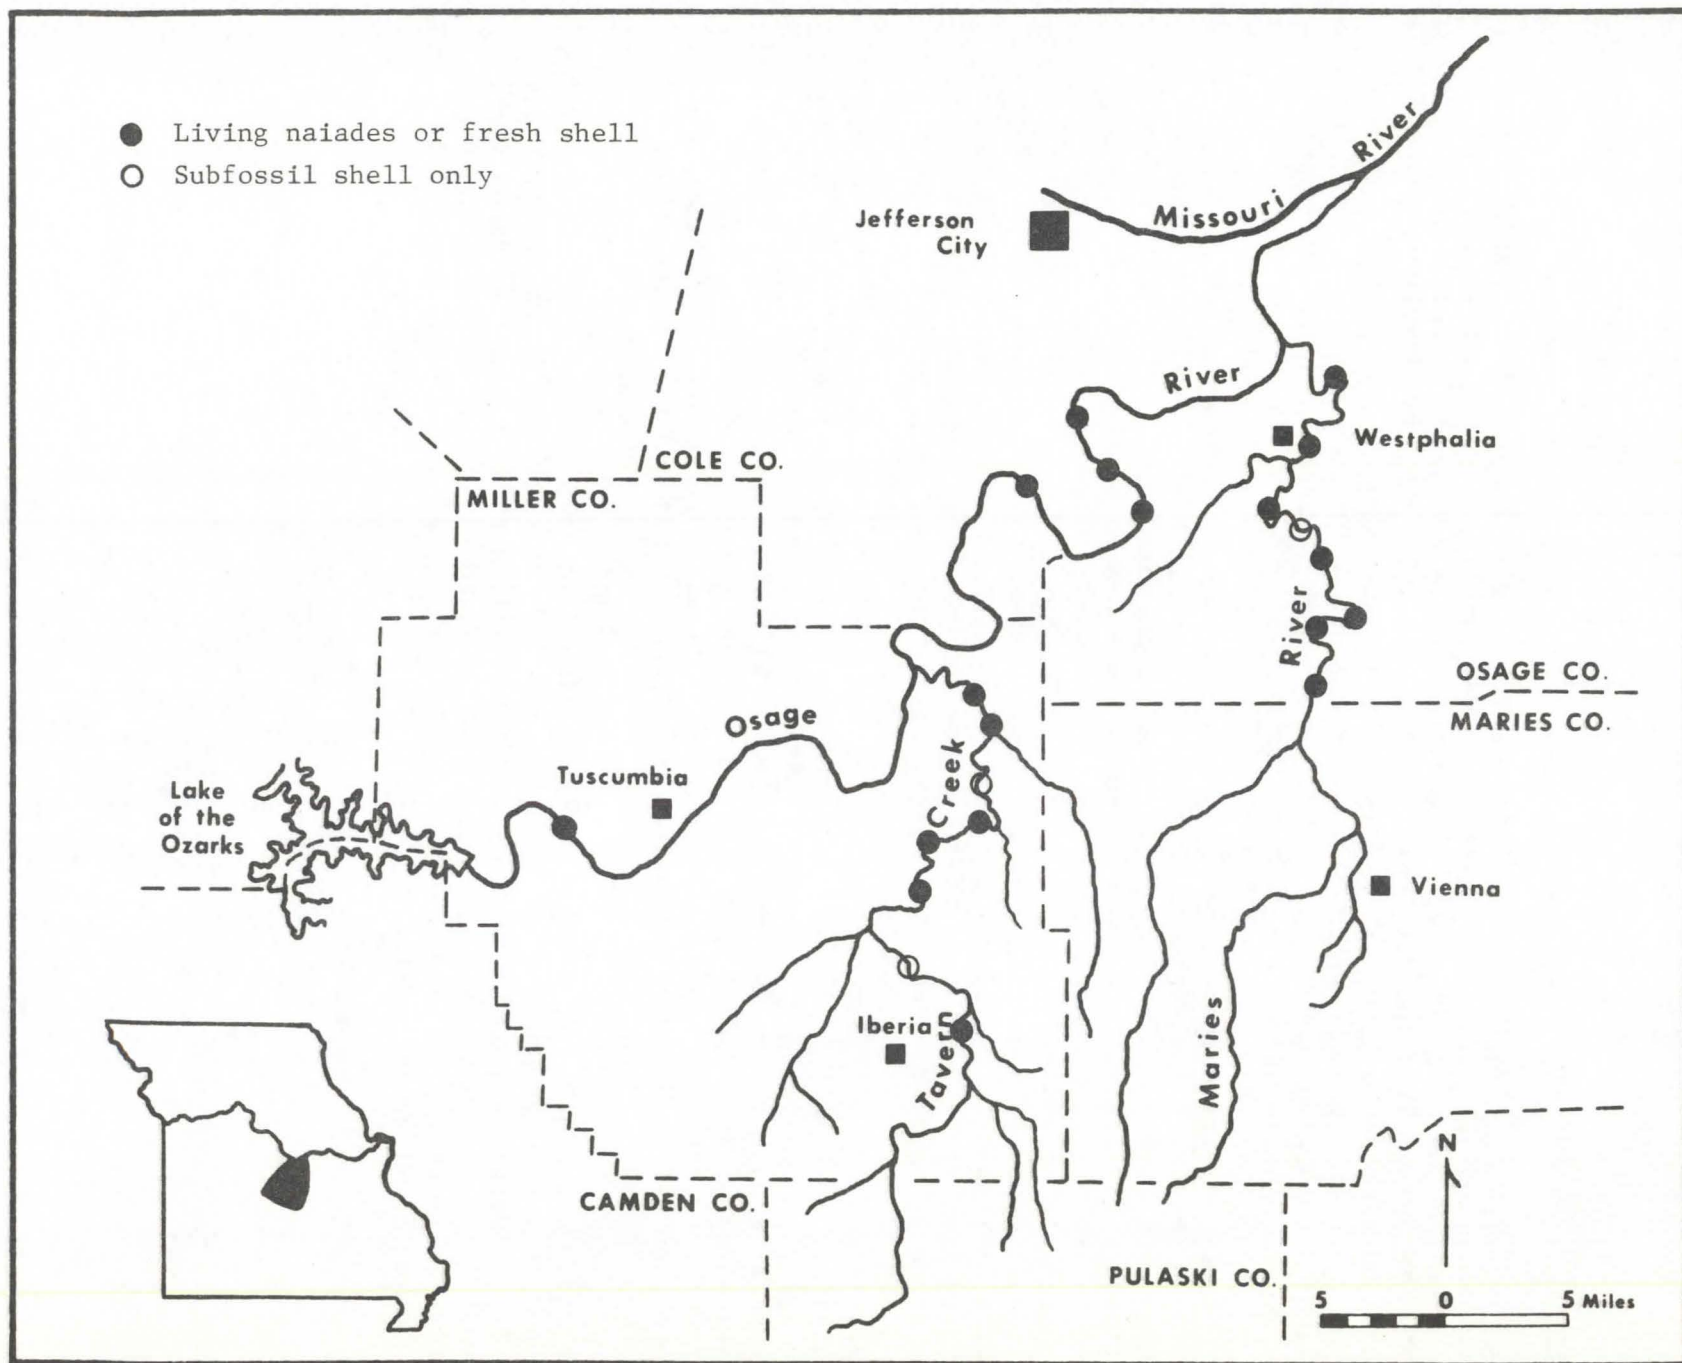 Living naiades or fresh shell
Subfossil shell only
Missouri River
Jefferson
City
River
Westphalia
COLE CO.
MILLER CO.
River
OSAGE CO.
MARIES CO.
Osage
Creek
Tuscumbia
Lake
of the
Ozarks
Vienna
Iberia
Tavern
Maries
N
CAMDEN CO.
PULASKI CO.
5 0 5 Miles